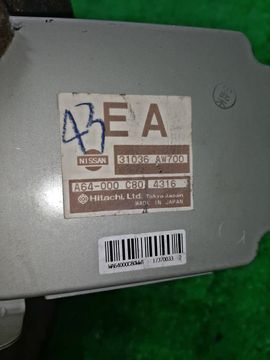 43
EA
NISSAN
31036 AW700
A64-000 C80 4316
Hitachi, Ltd. Tokyo Japan
MADE IN JAPAN